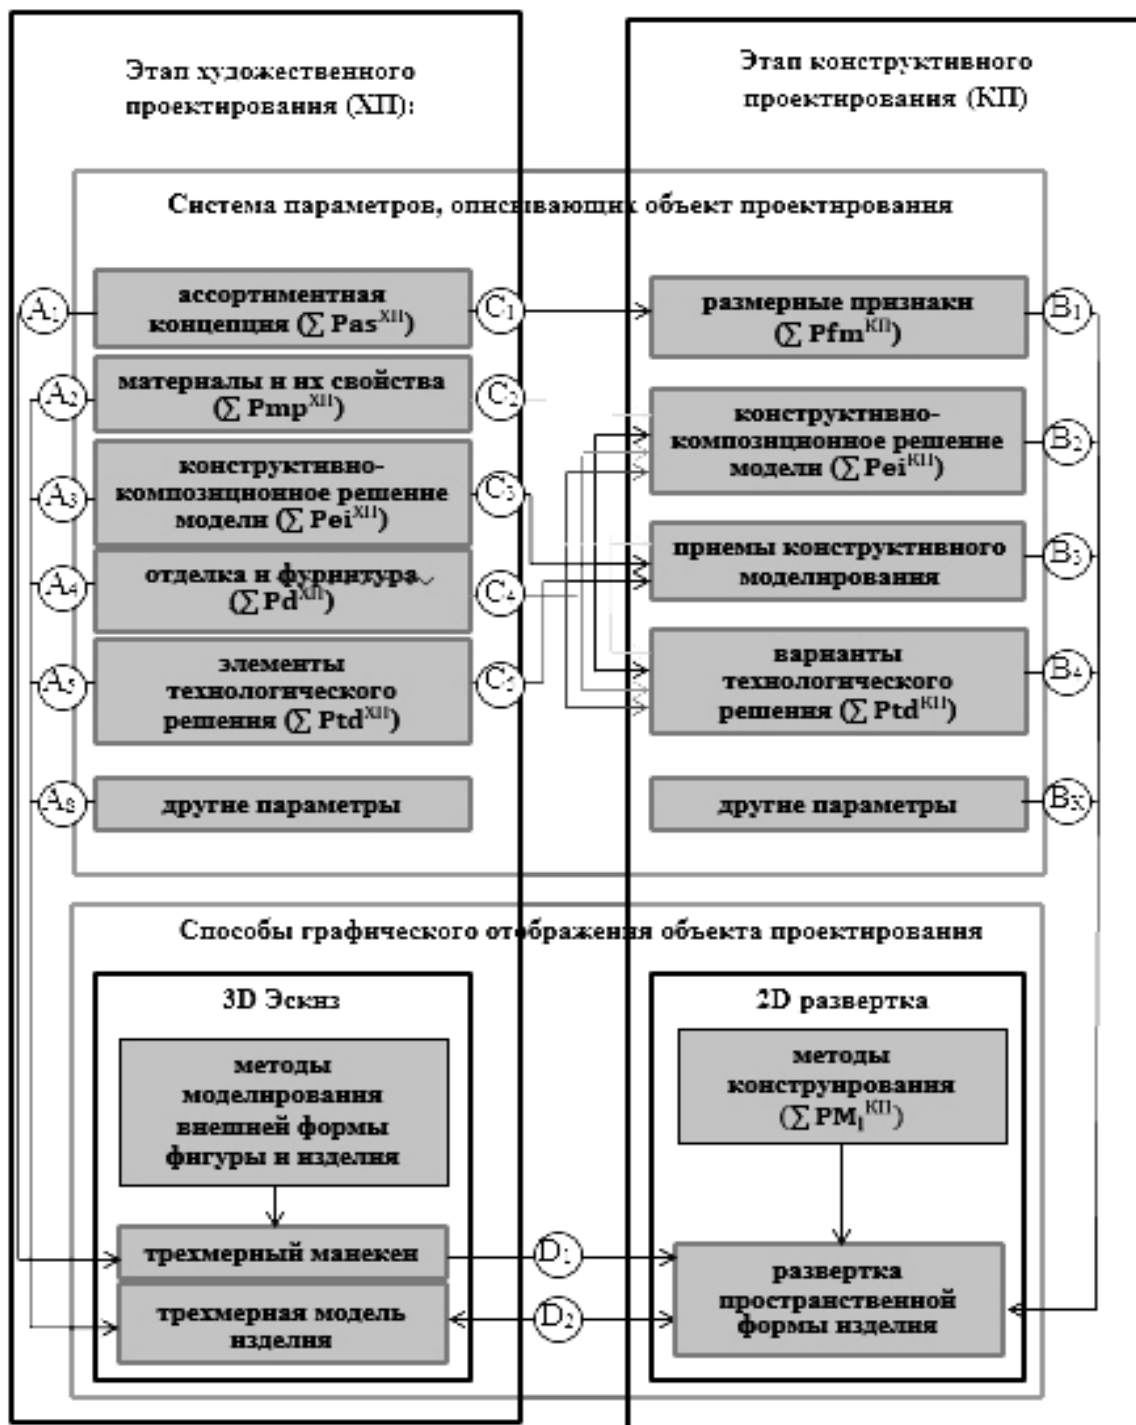 Этап художественного
проектирования (ХП):
Этап конструктивного
проектирования (КП)
Система параметров, описывающих объект проектирования
A₁
ассортиментная
концепция (∑ Pas^ХП)
C₁
размерные признаки
(∑ Pfm^КП)
B₁
A₂
материалы и их свойства
(∑ Pmp^ХП)
C₂
конструктивно-
композиционное решение
модели (∑ Pei^КП)
B₂
A₃
конструктивно-
композиционное решение
модели (∑ Pei^ХП)
C₃
приемы конструктивного
моделирования
B₃
A₄
отделка и фурнитура
(∑ Pd^ХП)
C₄
A₅
элементы
технологического
решения (∑ Ptd^ХП)
C₅
варианты
технологического
решения (∑ Ptd^КП)
B₄
другие параметры
другие параметры
Способы графического отображения объекта проектирования
3D Эскиз
методы
моделирования
внешней формы
фигуры и изделия
трехмерный манекен
трехмерная модель
изделия
D₁
D₂
2D развертка
методы
конструирования
(∑ PM₁^КП)
развертка
пространственной
формы изделия